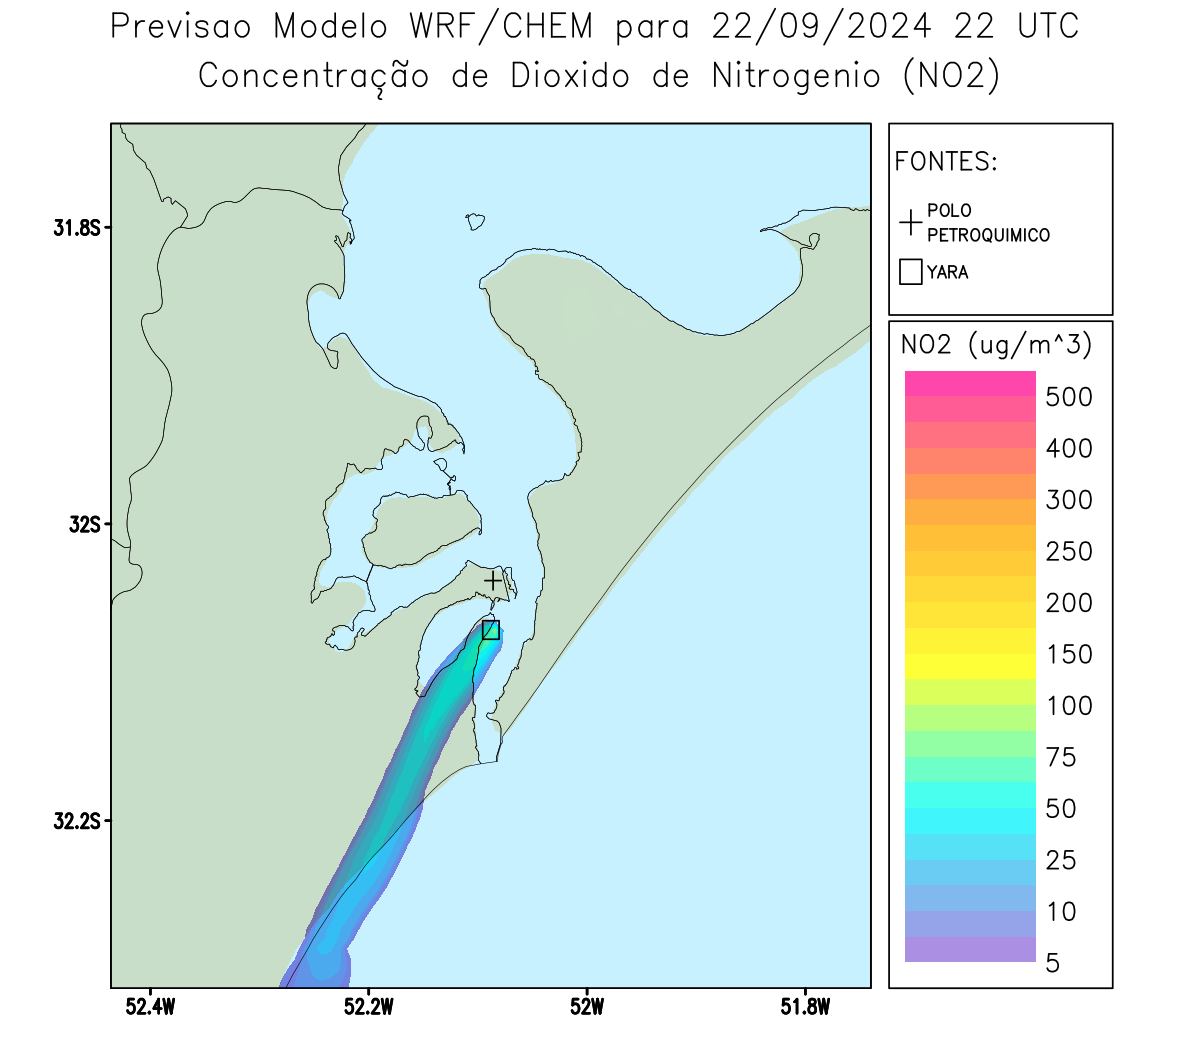 Previsao Modelo WRF/CHEM para 22/09/2024 22 UTC
Concentração de Dioxido de Nitrogenio (NO2)
FONTES:
POLO
PETROQUIMICO
YARA
NO2 (ug/m^3)
500
400
300
250
200
150
100
75
50
25
10
5
31.8S
32S
32.2S
52.4W
52.2W
52W
51.8W